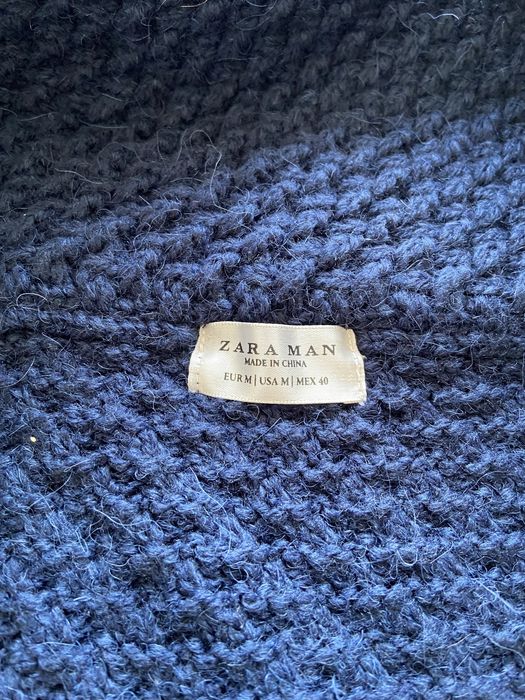 ZARA MAN
MADE IN CHINA
EUR M | USA M | MEX 40